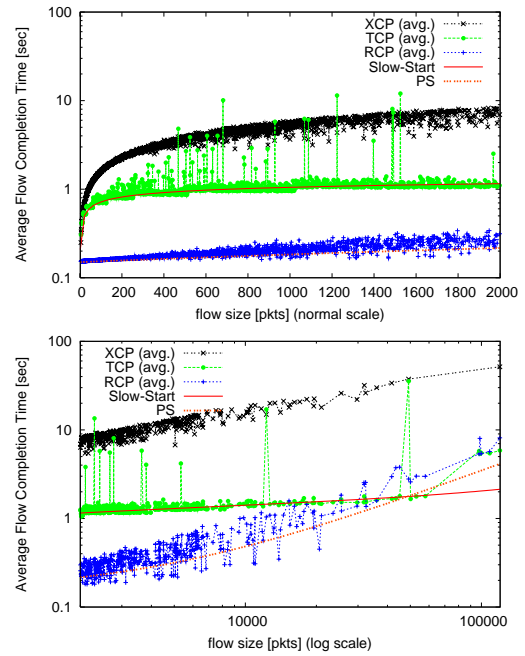 100
10
1
0.1
Average Flow Completion Time [sec]
XCP (avg.)
TCP (avg.)
RCP (avg.)
Slow-Start
PS
0 200 400 600 800 1000 1200 1400 1600 1800 2000
flow size [pkts] (normal scale)
100
10
1
0.1
Average Flow Completion Time [sec]
XCP (avg.)
TCP (avg.)
RCP (avg.)
Slow-Start
PS
10000 100000
flow size [pkts] (log scale)